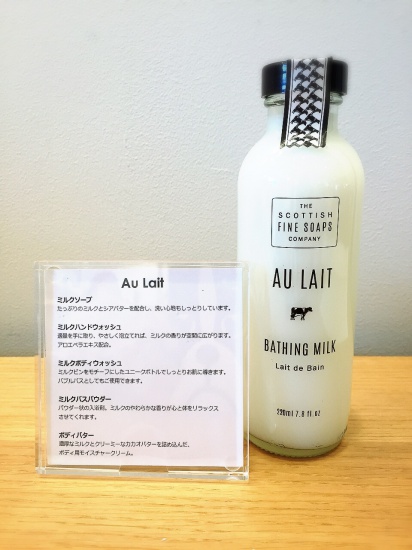 Au Lait
ミルクソープ
たっぷりのミルクとシアバターを配合し、洗い心地もしっとりしています。
ミルクハンドウォッシュ
適量を手に取り、やさしく泡立てれば、ミルクの香りが空間に広がります。
アロエベラエキス配合。
ミルクボディウォッシュ
ミルクビンをモチーフにしたユニークボトルでしっとりお肌に導きます。
バブルバスとしてもご使用できます。
ミルクバスパウダー
パウダー状の入浴剤。ミルクのやわらかな香りが心と体をリラックス
させてくれます。
ボディバター
濃厚なミルクとクリーミーなカカオバターを詰め込んだ、
ボディ用モイスチャークリーム。
THE
SCOTTISH
FINE SOAPS
COMPANY
AU LAIT
BATHING MILK
Lait de Bain
230ml 7.8 fl. oz